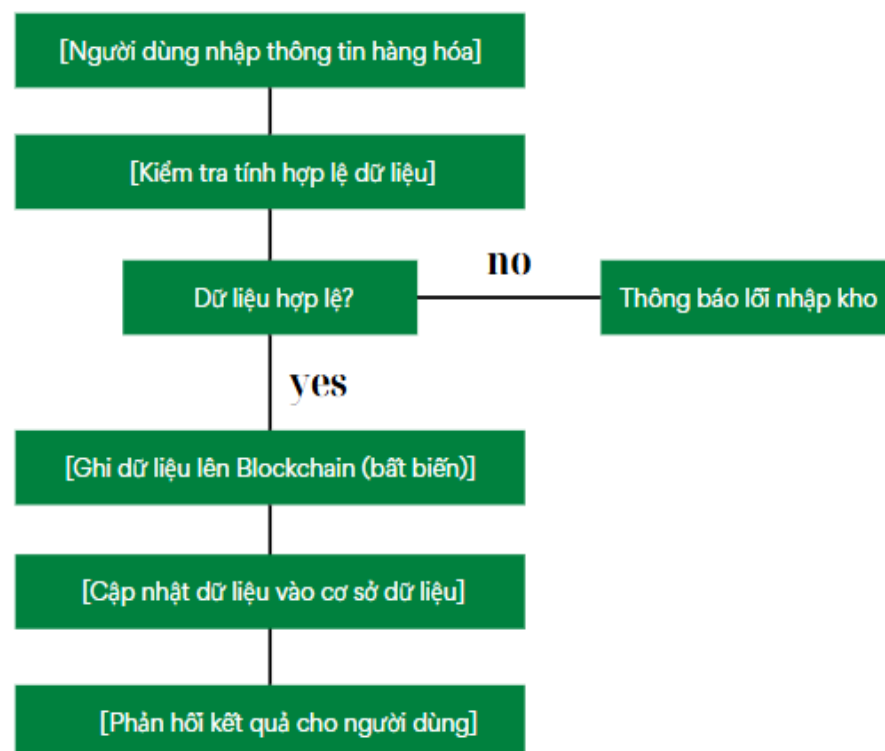 [Người dùng nhập thông tin hàng hóa]
[Kiểm tra tính hợp lệ dữ liệu]
Dữ liệu hợp lệ?
no
Thông báo lỗi nhập kho
yes
[Ghi dữ liệu lên Blockchain (bất biến)]
[Cập nhật dữ liệu vào cơ sở dữ liệu]
[Phản hồi kết quả cho người dùng]